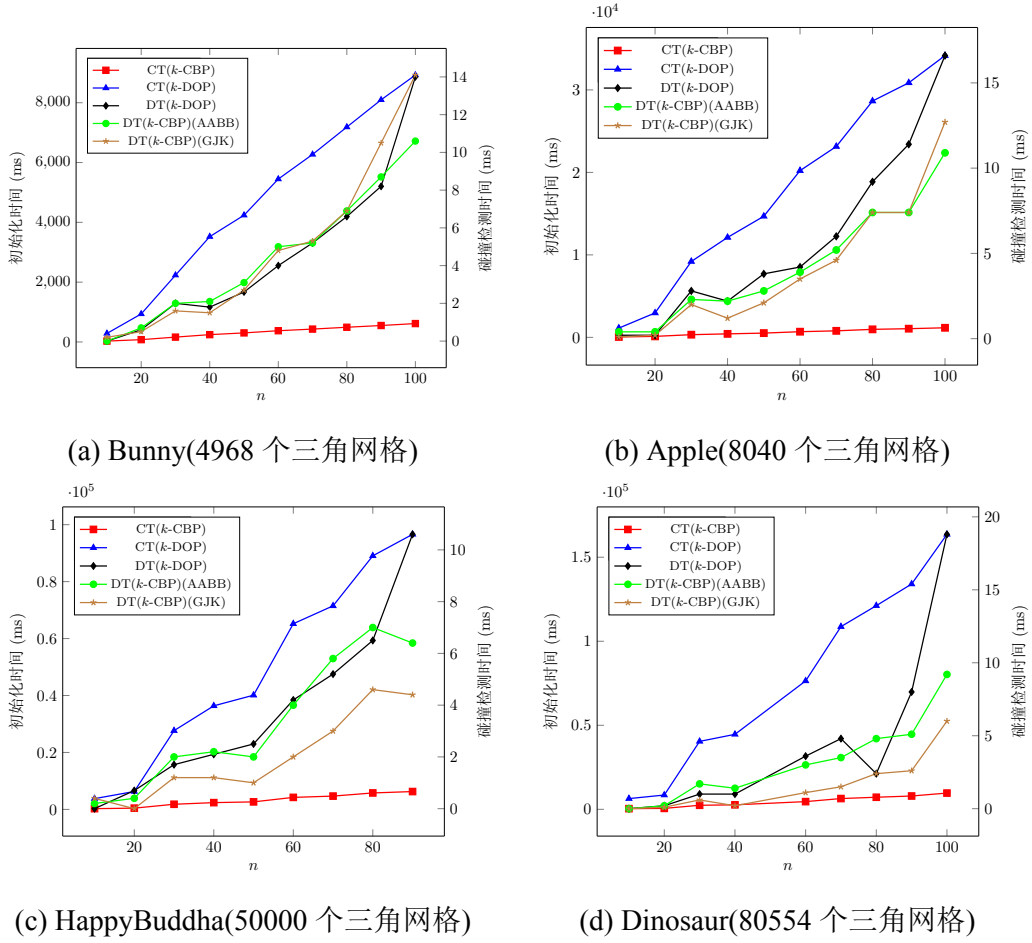 CT(k-CBP)
CT(k-DOP)
DT(k-DOP)
DT(k-CBP)(AABB)
DT(k-CBP)(GJK)
初始化时间 (ms)
8,000
6,000
4,000
2,000
0
碰撞检测时间 (ms)
14
12
10
8
6
4
2
0
20 40 60 80 100
n
(a) Bunny(4968 个三角网格)
·10⁴
CT(k-CBP)
CT(k-DOP)
DT(k-DOP)
DT(k-CBP)(AABB)
DT(k-CBP)(GJK)
初始化时间 (ms)
3
2
1
0
碰撞检测时间 (ms)
15
10
5
0
0 20 40 60 80 100
n
(b) Apple(8040 个三角网格)
·10⁵
CT(k-CBP)
CT(k-DOP)
DT(k-DOP)
DT(k-CBP)(AABB)
DT(k-CBP)(GJK)
初始化时间 (ms)
1
0.8
0.6
0.4
0.2
0
碰撞检测时间 (ms)
10
8
6
4
2
0
20 40 60 80
n
(c) HappyBuddha(50000 个三角网格)
·10⁵
CT(k-CBP)
CT(k-DOP)
DT(k-DOP)
DT(k-CBP)(AABB)
DT(k-CBP)(GJK)
初始化时间 (ms)
1.5
1
0.5
0
碰撞检测时间 (ms)
20
15
10
5
0
0 20 40 60 80 100
n
(d) Dinosaur(80554 个三角网格)